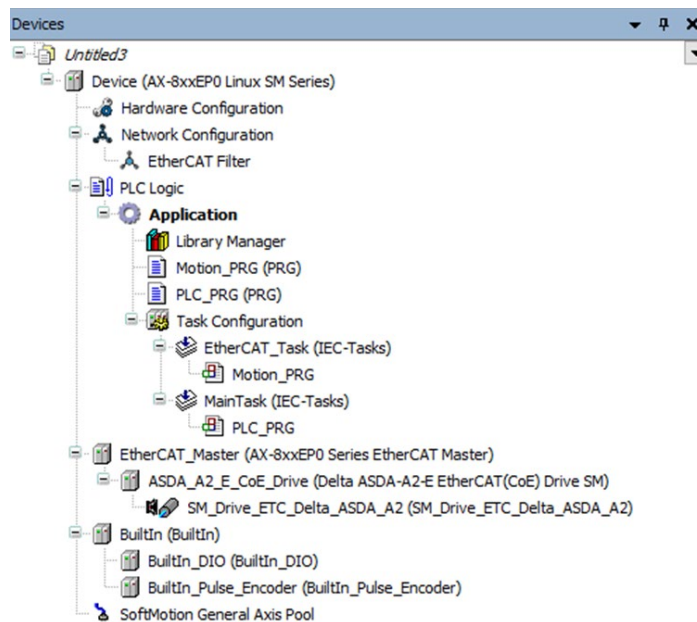 Devices
Untitled3
Device (AX-8xxEP0 Linux SM Series)
Hardware Configuration
Network Configuration
EtherCAT Filter
PLC Logic
Application
Library Manager
Motion_PRG (PRG)
PLC_PRG (PRG)
Task Configuration
EtherCAT_Task (IEC-Tasks)
Motion_PRG
MainTask (IEC-Tasks)
PLC_PRG
EtherCAT_Master (AX-8xxEP0 Series EtherCAT Master)
ASDA_A2_E_CoE_Drive (Delta ASDA-A2-E EtherCAT(CoE) Drive SM)
SM_Drive_ETC_Delta_ASDA_A2 (SM_Drive_ETC_Delta_ASDA_A2)
BuiltIn (BuiltIn)
BuiltIn_DIO (BuiltIn_DIO)
BuiltIn_Pulse_Encoder (BuiltIn_Pulse_Encoder)
SoftMotion General Axis Pool